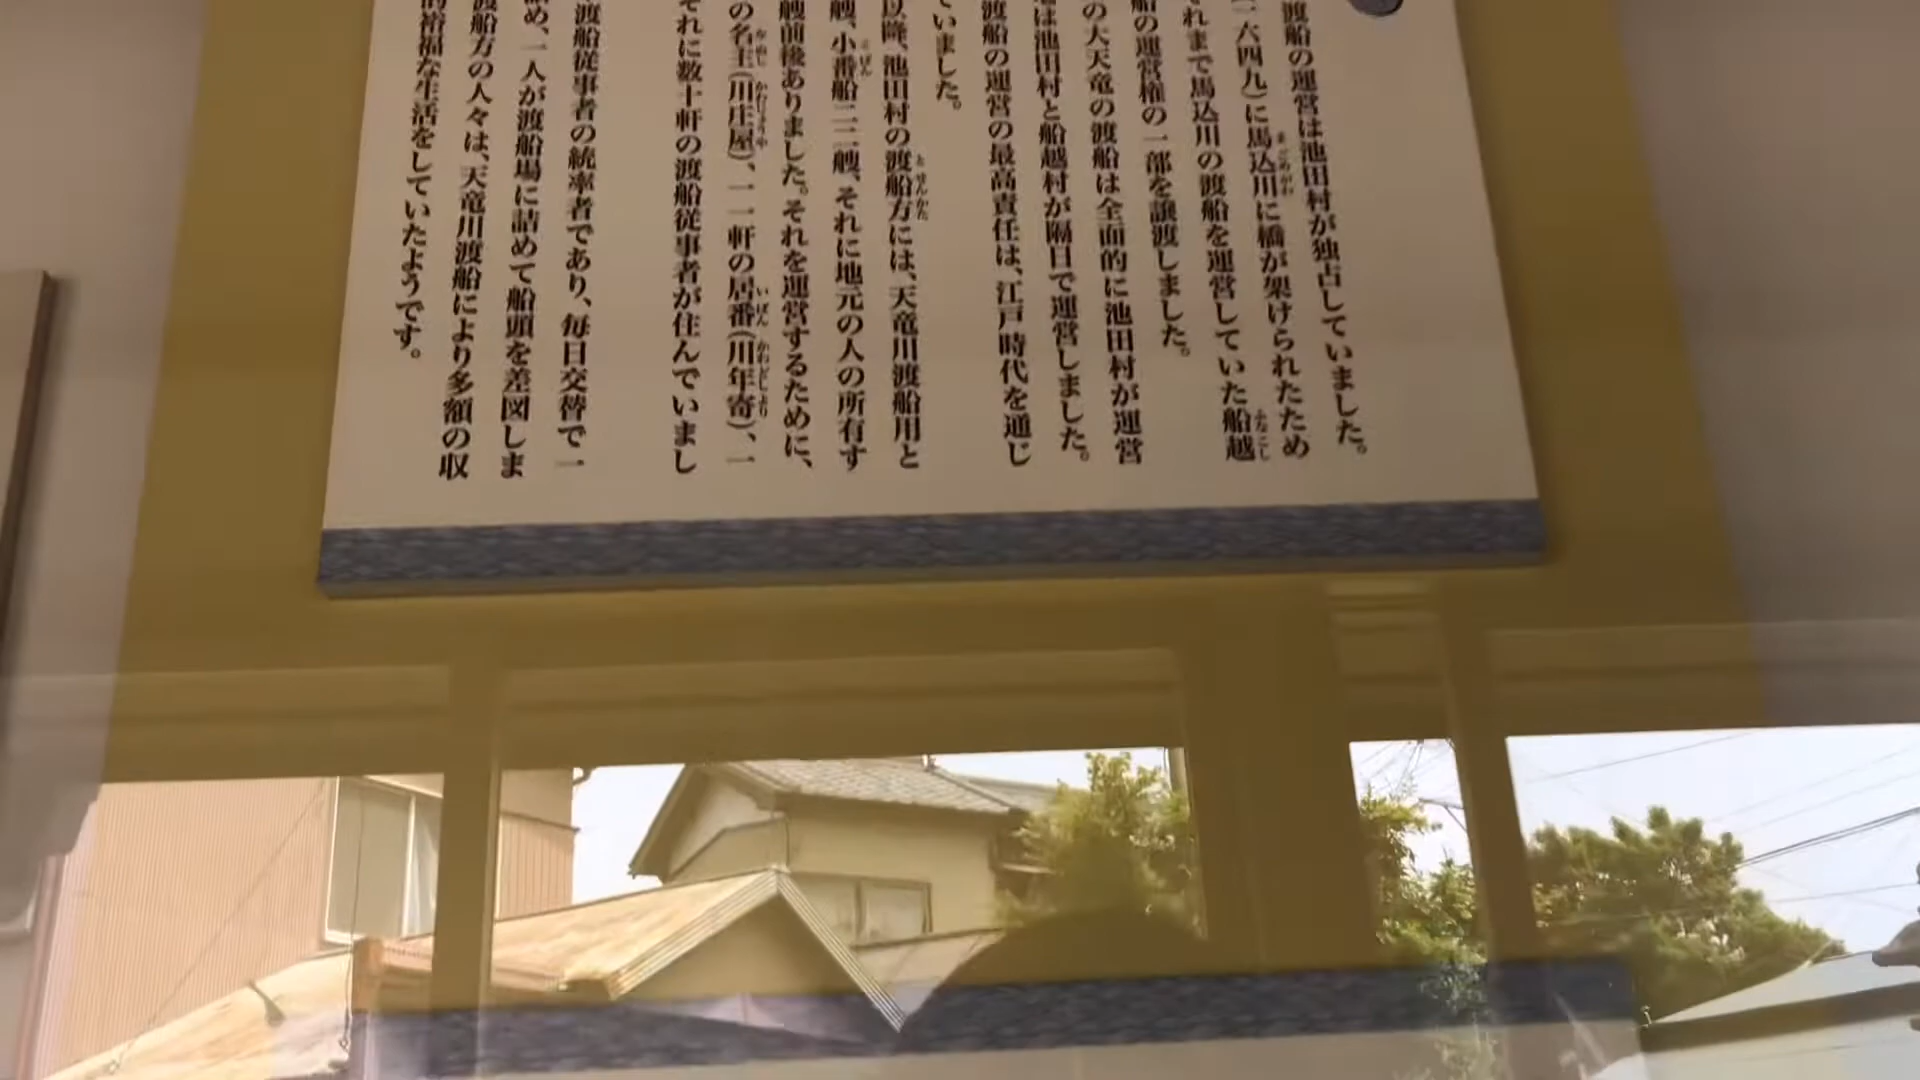 渡船の運営は池田村が独占していました。
一六四九)に馬込川に橋が架けられたため
それまで馬込川の渡船を運営していた船越
船の運営権の一部を譲渡しました。
の大天竜の渡船は全面的に池田村が運営
は池田村と船越村が隔日で運営しました。
渡船の運営の最高責任は、江戸時代を通じ
ていました。
以降、池田村の渡船方には、天竜川渡船用と
艘、小番船二二艘、それに地元の人の所有す
艘前後ありました。それを運営するために、
の名主(川庄屋)、一一軒の居番(川年寄)、一
それに数十軒の渡船従事者が住んでいまし
渡船従事者の統率者であり、毎日交替で一
詰め、一人が渡船場に詰めて船頭を差図しま
渡船方の人々は、天竜川渡船により多額の収
的裕福な生活をしていたようです。